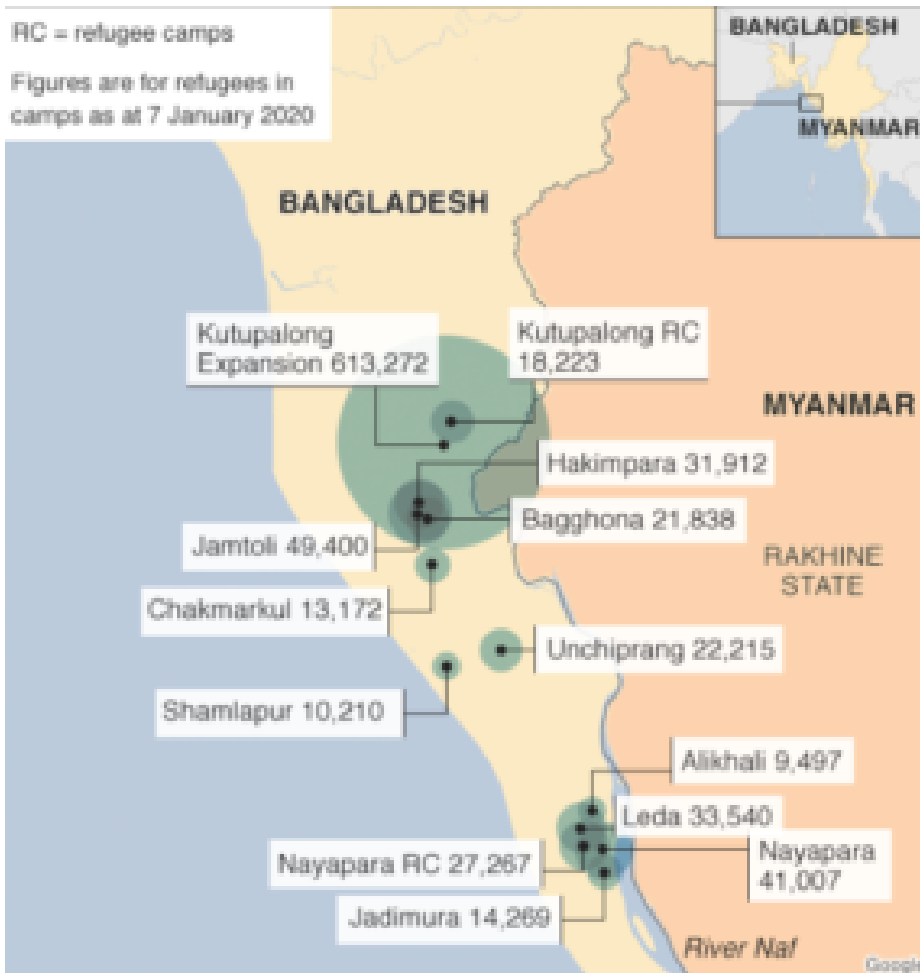 RC = refugee camps
Figures are for refugees in
camps as at 7 January 2020
BANGLADESH
MYANMAR
BANGLADESH
Kutupalong
Expansion 613,272
Kutupalong RC
18,223
MYANMAR
Hakimpara 31,912
Bagghona 21,838
Jamtoli 49,400
RAKHINE
STATE
Chakmarkul 13,172
Unchiprang 22,215
Shamlapur 10,210
Alikhali 9,497
Leda 33,540
Nayapara RC 27,267
Nayapara
41,007
Jadimura 14,269
River Naf
Google